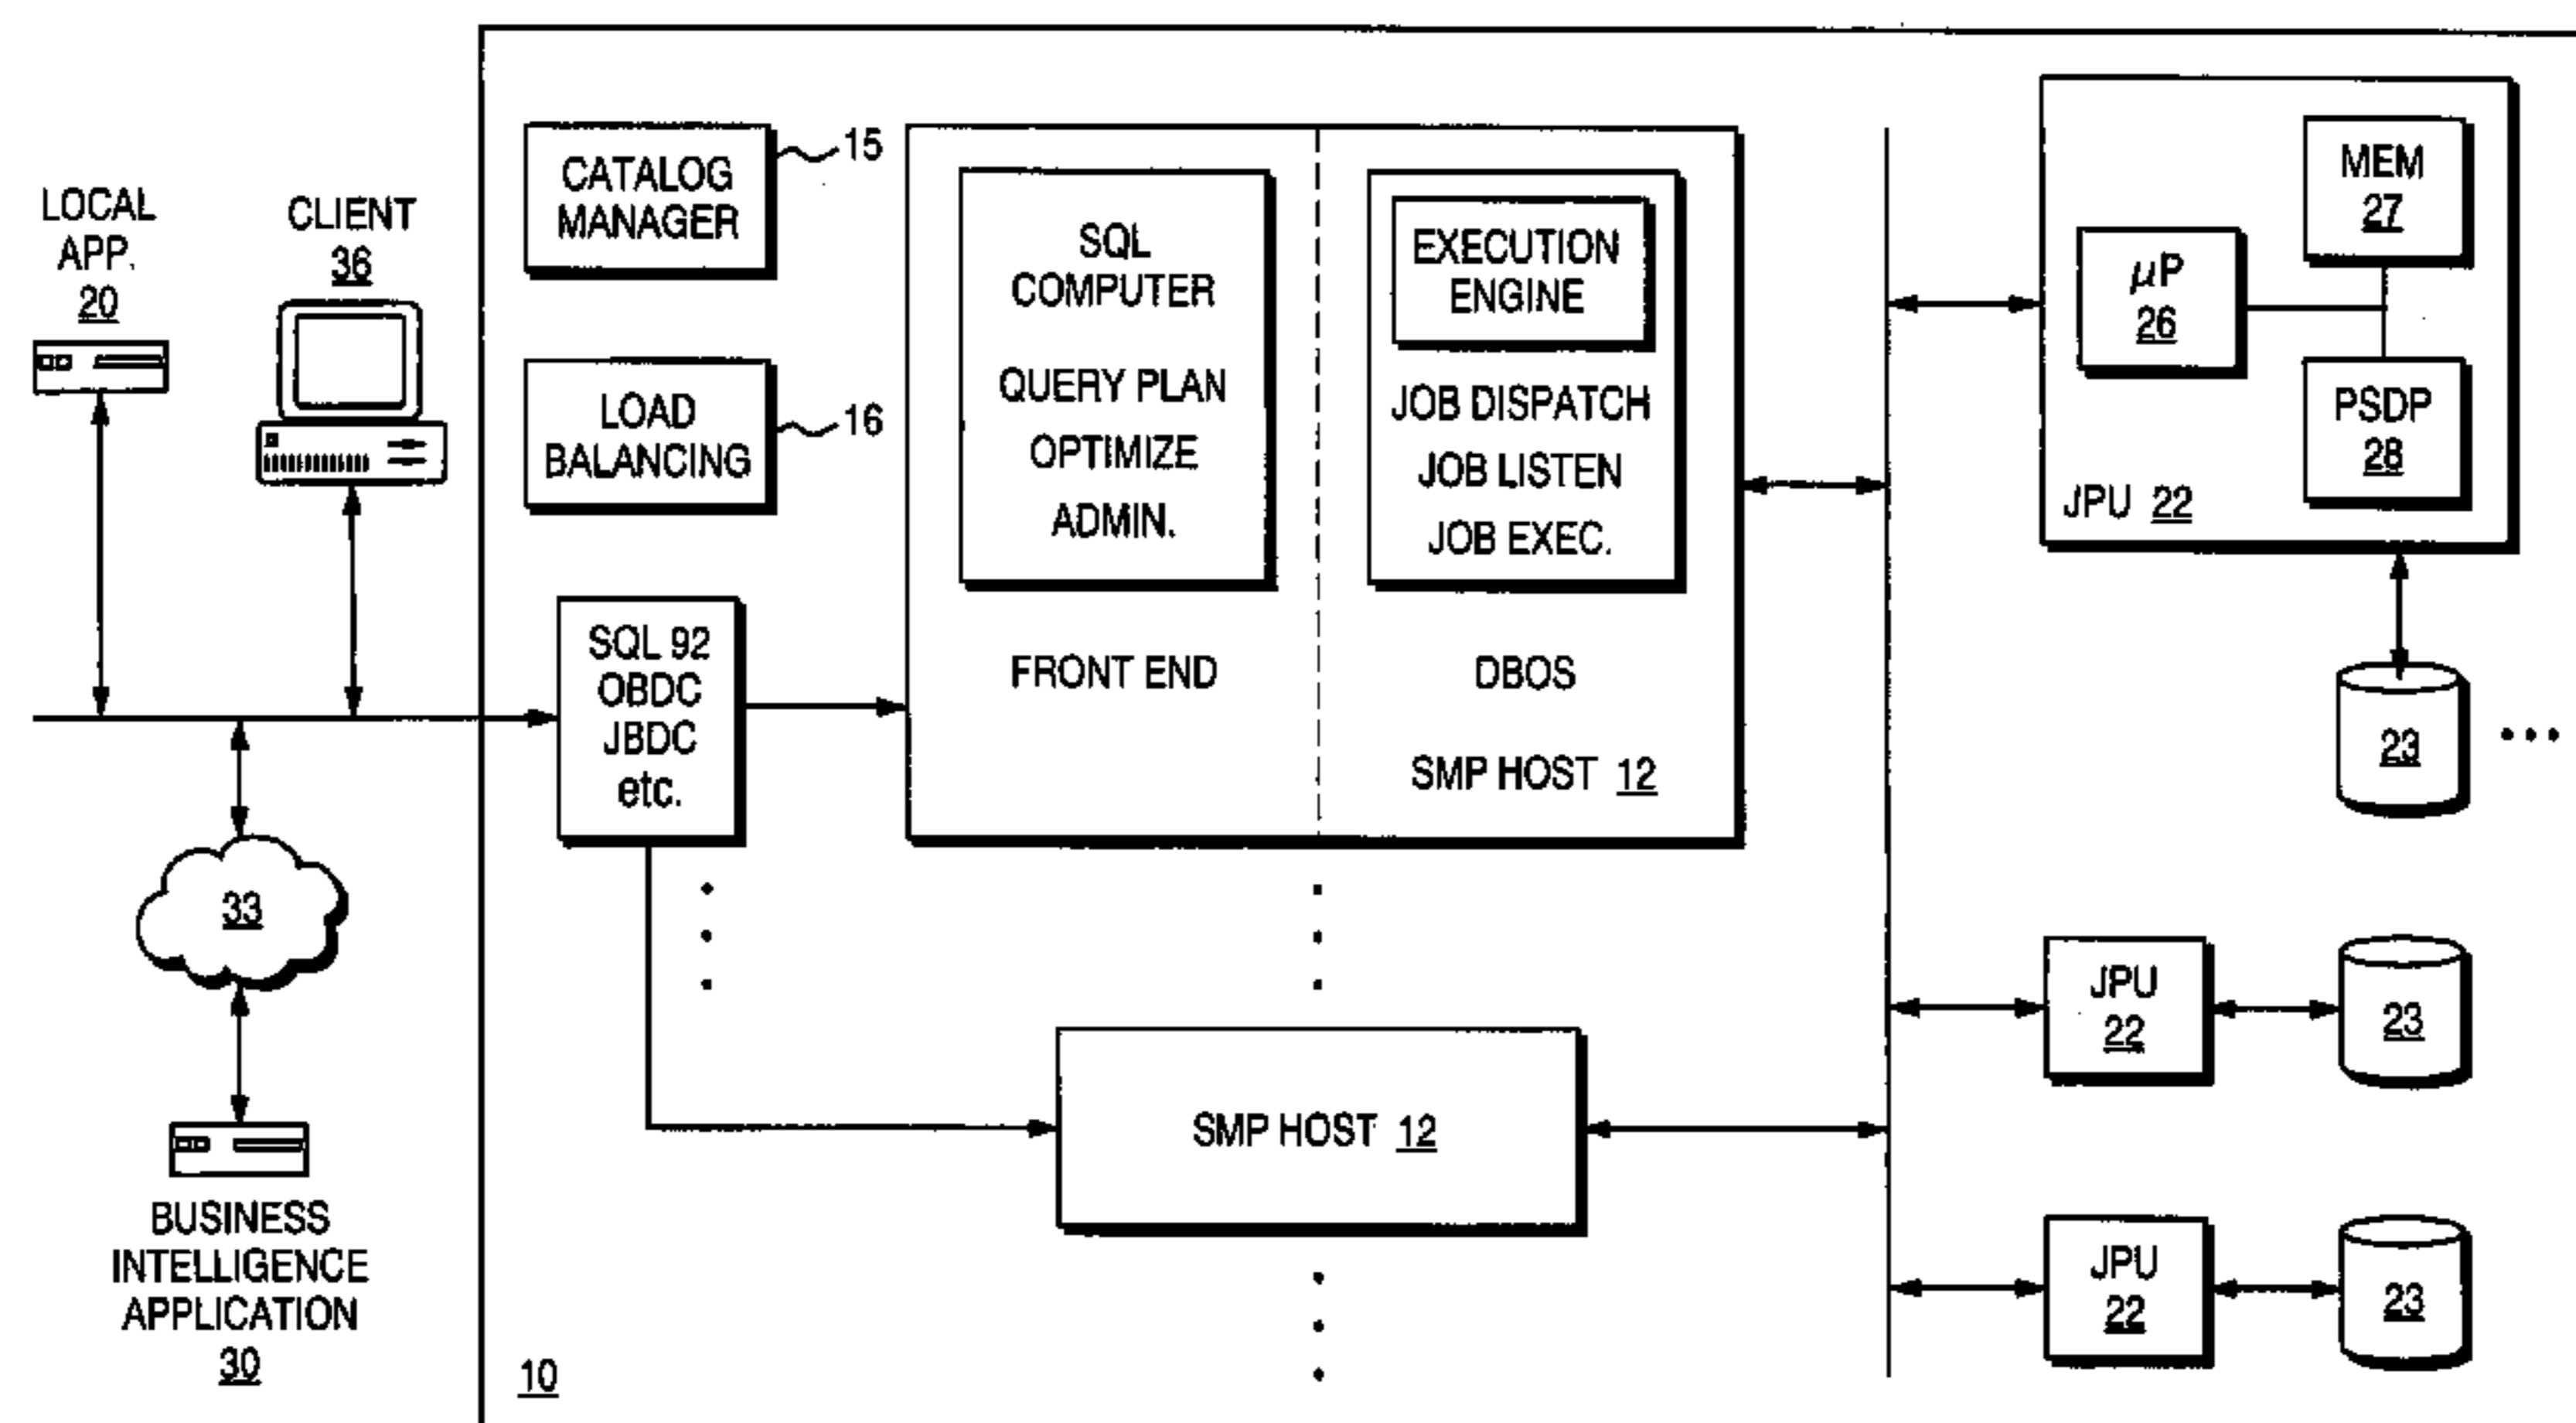 LOCAL
APP.
20
CLIENT
36
33
BUSINESS
INTELLIGENCE
APPLICATION
30
10
CATALOG
MANAGER
15
LOAD
BALANCING
16
SQL 92
OBDC
JBDC
etc.
SQL
COMPUTER
QUERY PLAN
OPTIMIZE
ADMIN.
FRONT END
EXECUTION
ENGINE
JOB DISPATCH
JOB LISTEN
JOB EXEC.
DBOS
SMP HOST 12
SMP HOST 12
MEM
27
μP
26
PSDP
28
JPU 22
23
JPU
22
23
JPU
22
23